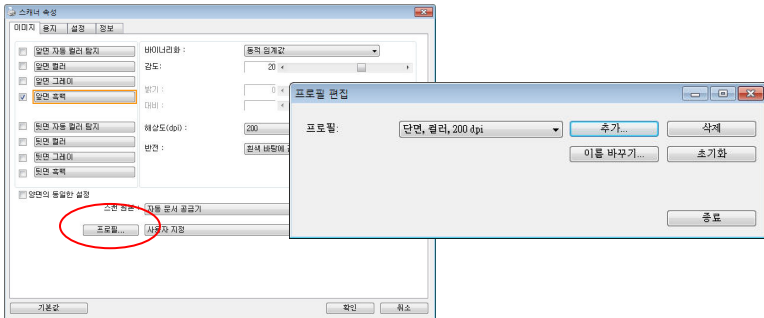 스캐너 속성
이미지 용지 설정 정보
앞면 자동 컬러 탐지
앞면 컬러
앞면 그레이
앞면 흑백
뒷면 자동 컬러 탐지
뒷면 컬러
뒷면 그레이
뒷면 흑백
바이너리화 : 동적 임계값
감도: 20
밝기 : 0
대비 :
해상도(dpi) : 200
반전 : 흰색 바탕에
양면의 동일한 설정
스캔 원본 : 자동 문서 공급기
프로필... 사용자 지정
기본값 확인 취소
프로필 편집
프로필: 단면, 컬러, 200 dpi 추가... 삭제
이름 바꾸기... 초기화
종료